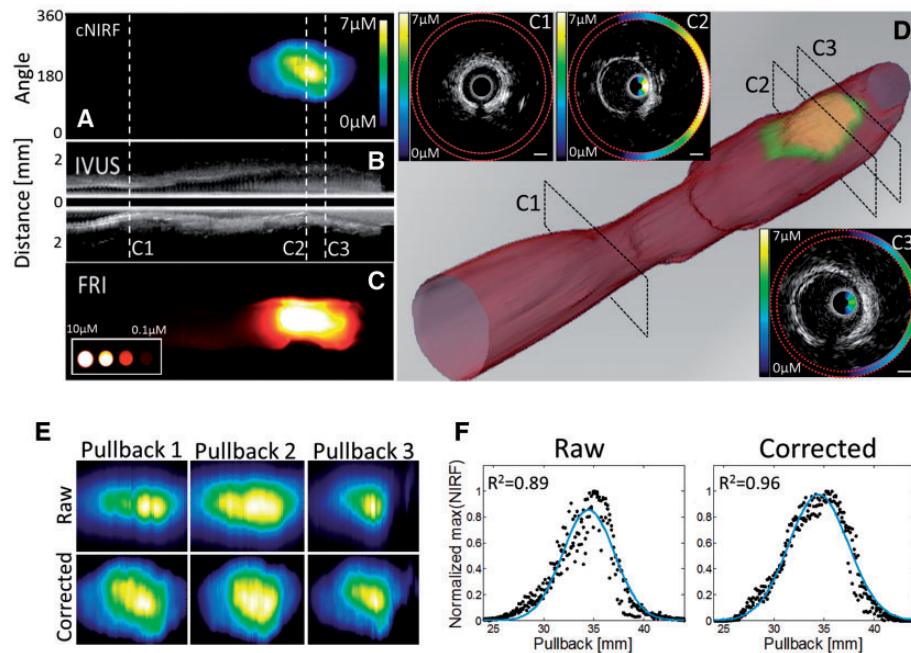 360
cNIRF
7µM
180
0µM
0
Angle
A
IVUS
B
2
0
2
Distance [mm]
C1
C2
C3
FRI
C
10µM
0.1µM
7µM
C1
0µM
7µM
C2
0µM
D
C3
C2
C1
7µM
C3
0µM
E
Pullback 1
Pullback 2
Pullback 3
Raw
Corrected
F
Raw
Corrected
R²=0.89
R²=0.96
Normalized max(NIRF)
1
0.8
0.6
0.4
0.2
0
25
30
35
40
Pullback [mm]
1
0.8
0.6
0.4
0.2
0
25
30
35
40
Pullback [mm]